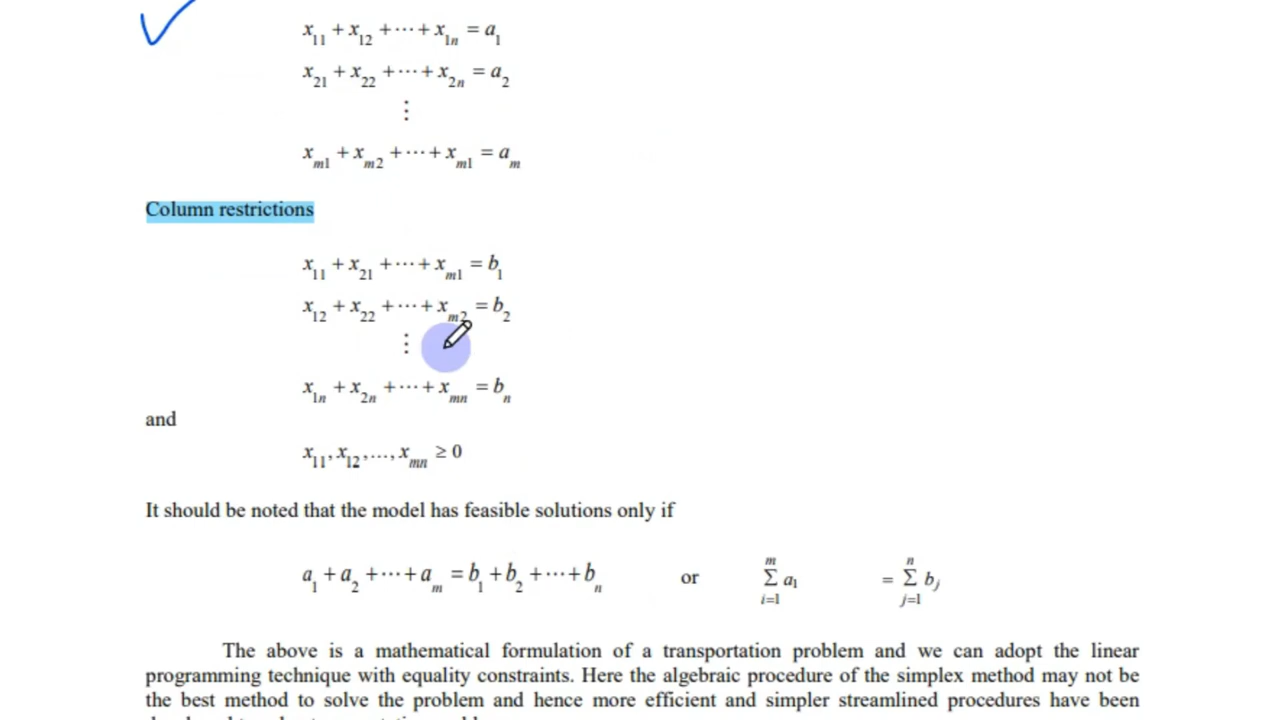 x₁₁ + x₁₂ + ⋯ + x₁ₙ = a₁
x₂₁ + x₂₂ + ⋯ + x₂ₙ = a₂
⋮
xₘ₁ + xₘ₂ + ⋯ + xₘ₁ = aₘ
Column restrictions
x₁₁ + x₂₁ + ⋯ + xₘ₁ = b₁
x₁₂ + x₂₂ + ⋯ + xₘ₂ = b₂
⋮
x₁ₙ + x₂ₙ + ⋯ + xₘₙ = bₙ
and
x₁₁, x₁₂, ..., xₘₙ ≥ 0
It should be noted that the model has feasible solutions only if
a₁ + a₂ + ⋯ + aₘ = b₁ + b₂ + ⋯ + bₙ or m Σ i=1 a₁ = n Σ j=1 bⱼ
The above is a mathematical formulation of a transportation problem and we can adopt the linear
programming technique with equality constraints. Here the algebraic procedure of the simplex method may not be
the best method to solve the problem and hence more efficient and simpler streamlined procedures have been